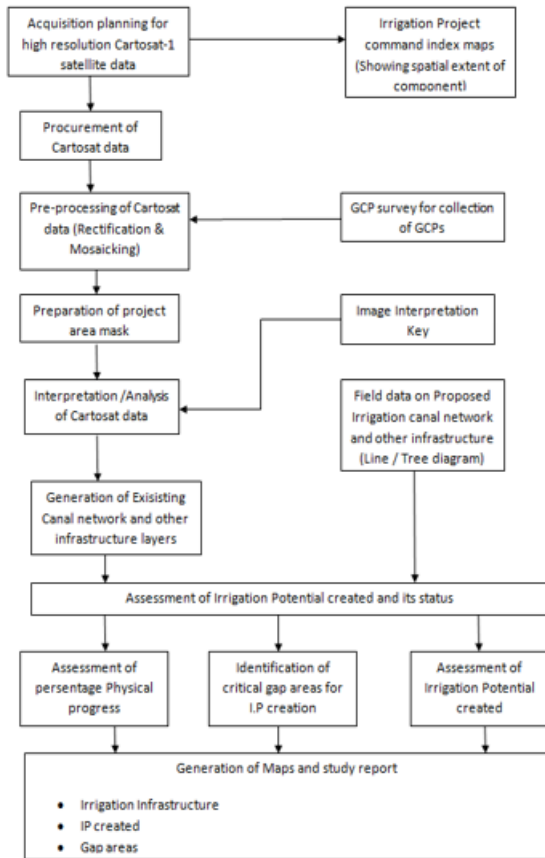 Acquisition planning for
high resolution Cartosat-1
satellite data
Irrigation Project
command index maps
(Showing spatial extent of
component)
Procurement of
Cartosat data
Pre-processing of Cartosat
data (Rectification &
Mosaicking)
GCP survey for collection
of GCPs
Preparation of project
area mask
Image Interpretation
Key
Interpretation /Analysis
of Cartosat data
Field data on Proposed
Irrigation canal network
and other infrastructure
(Line / Tree diagram)
Generation of Exisisting
Canal network and other
infrastructure layers
Assessment of Irrigation Potential created and its status
Assessment of
persentage Physical
progress
Identification of
critical gap areas for
I.P creation
Assessment of
Irrigation Potential
created
Generation of Maps and study report
• Irrigation Infrastructure
• IP created
• Gap areas